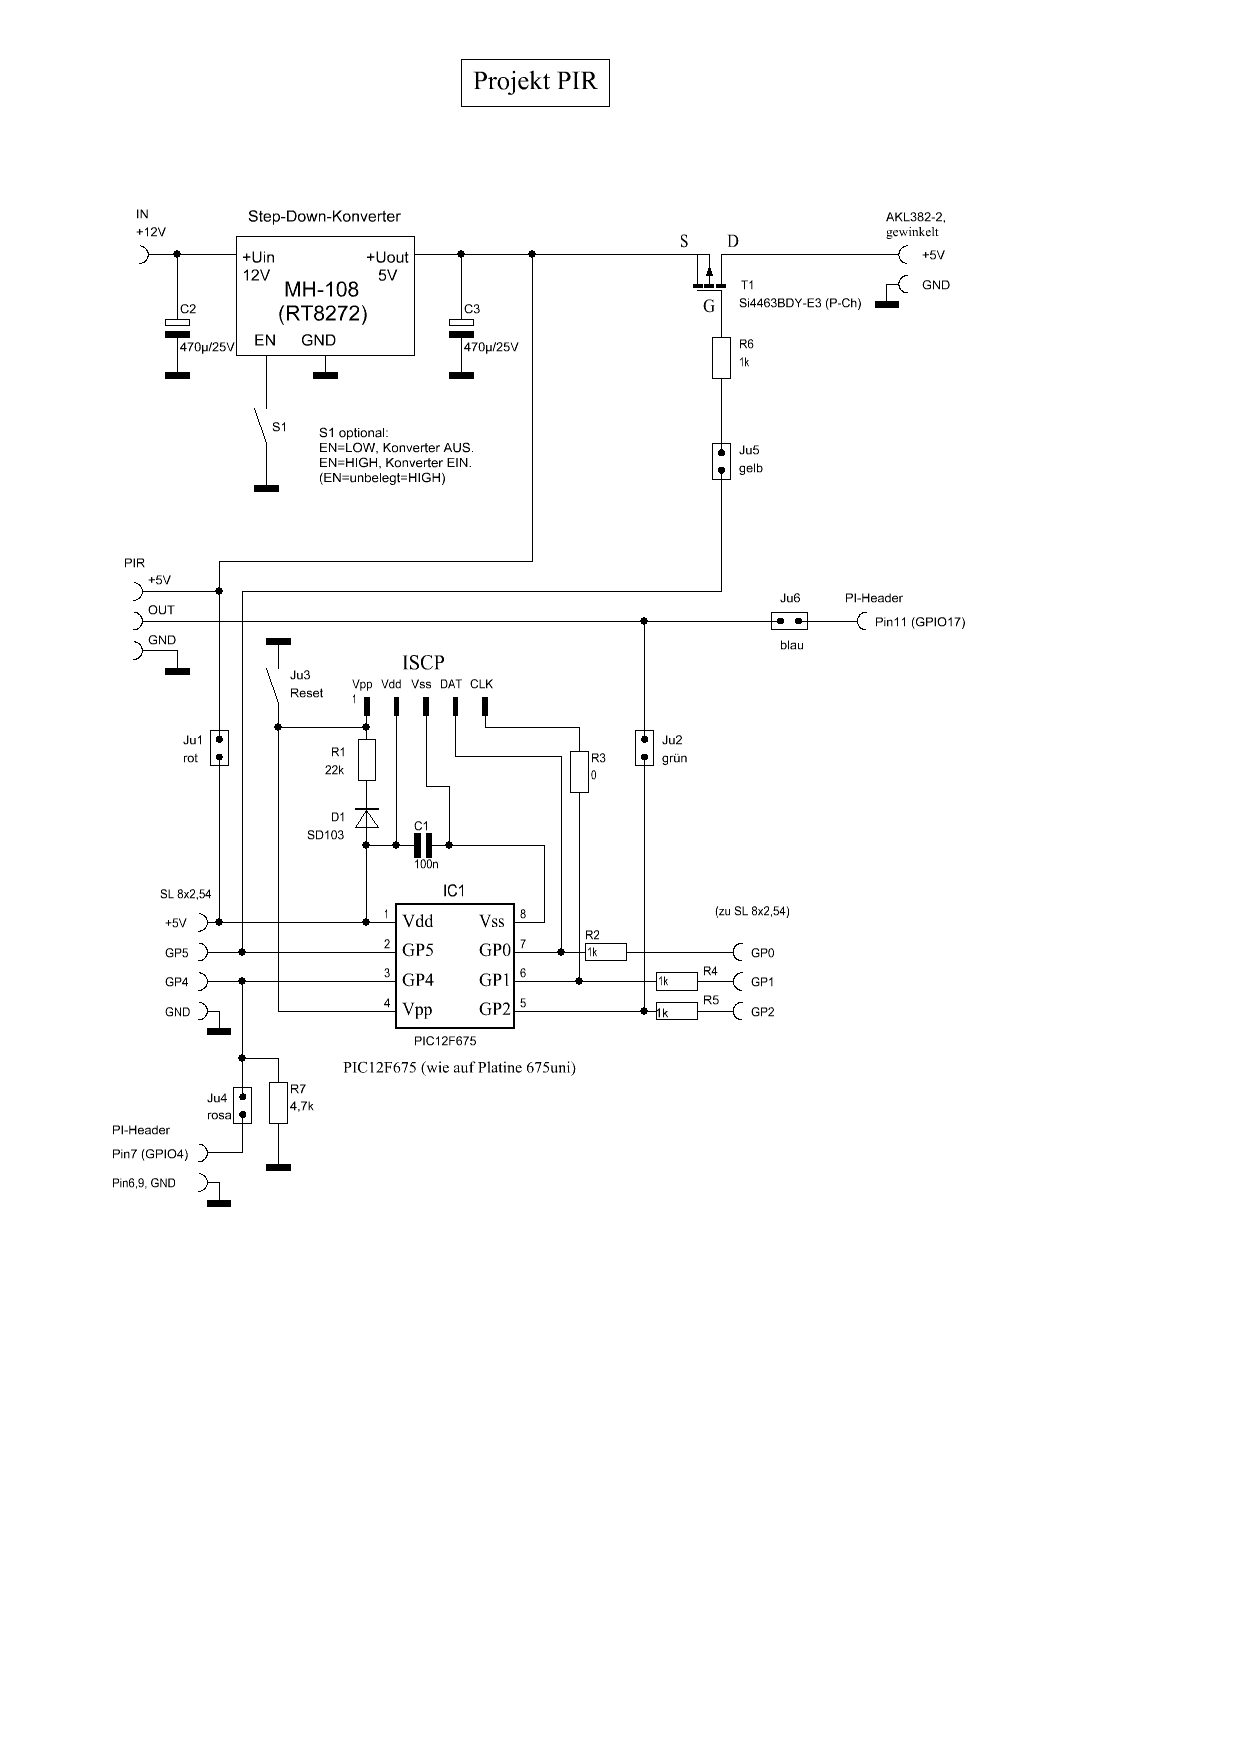 Projekt PIR
IN
+12V
Step-Down-Konverter
+Uin
12V
+Uout
5V
MH-108
(RT8272)
EN
GND
C2
470µ/25V
C3
470µ/25V
S1
S1 optional:
EN=LOW, Konverter AUS.
EN=HIGH, Konverter EIN.
(EN=unbelegt=HIGH)
S
D
G
T1
Si4463BDY-E3 (P-Ch)
AKL382-2,
gewinkelt
+5V
GND
R6
1k
Ju5
gelb
PIR
+5V
OUT
GND
Ju6
blau
PI-Header
Pin11 (GPIO17)
Ju3
Reset
ISCP
Vpp
Vdd
Vss
DAT
CLK
1
Ju1
rot
R1
22k
D1
SD103
C1
100n
R3
0
Ju2
grün
SL 8x2,54
+5V
GP5
GP4
GND
IC1
1
Vdd
Vss
8
2
GP5
GP0
7
3
GP4
GP1
6
4
Vpp
GP2
5
PIC12F675
PIC12F675 (wie auf Platine 675uni)
(zu SL 8x2,54)
R2
1k
GP0
R4
1k
GP1
R5
1k
GP2
Ju4
rosa
R7
4,7k
PI-Header
Pin7 (GPIO4)
Pin6,9, GND